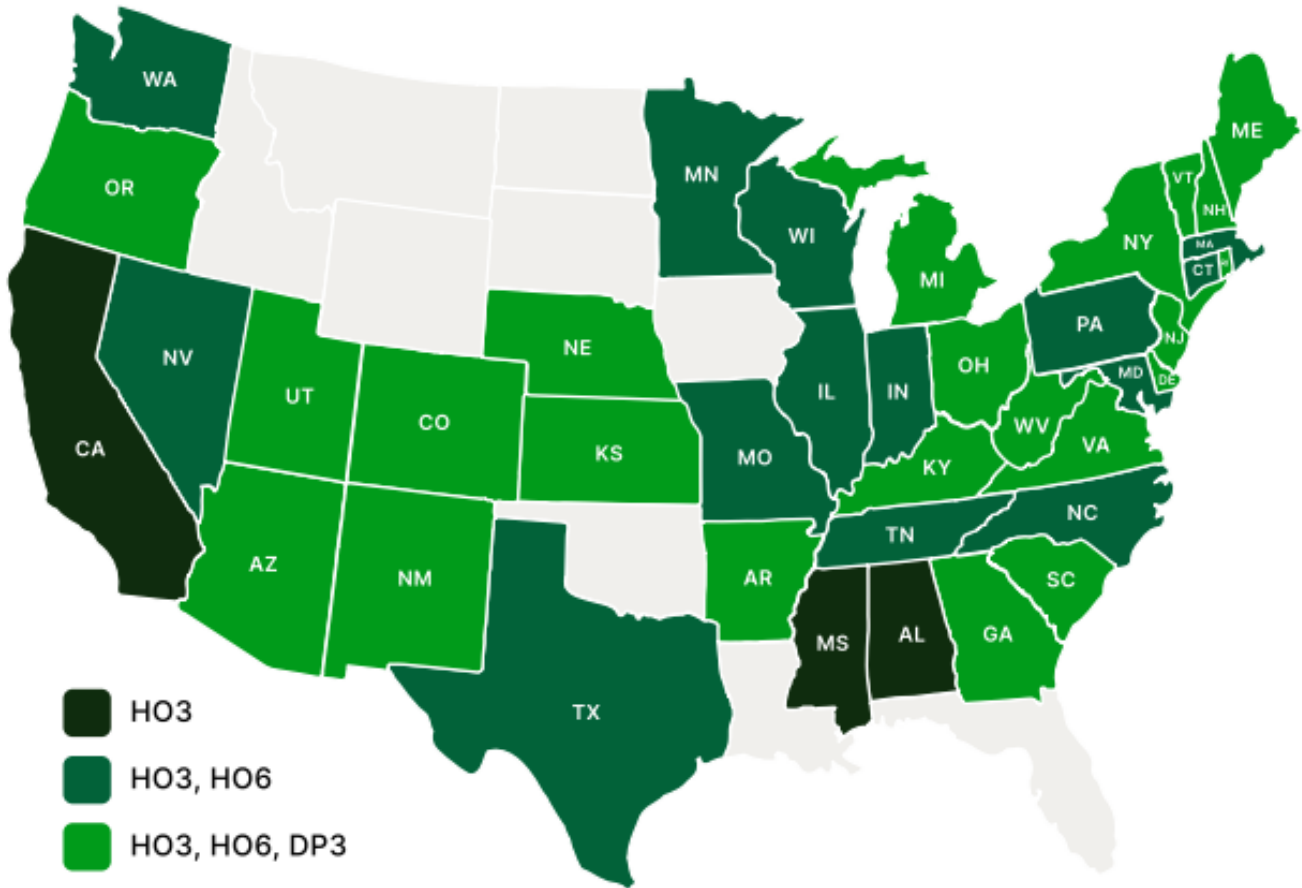 WA
OR
CA
NV
UT
AZ
CO
NM
NE
KS
TX
MN
WI
IL
IN
MO
AR
MS
AL
TN
KY
MI
OH
WV
VA
NC
SC
GA
PA
NY
VT
NH
ME
MA
CT
RI
NJ
DE
MD
HO3
HO3, HO6
HO3, HO6, DP3